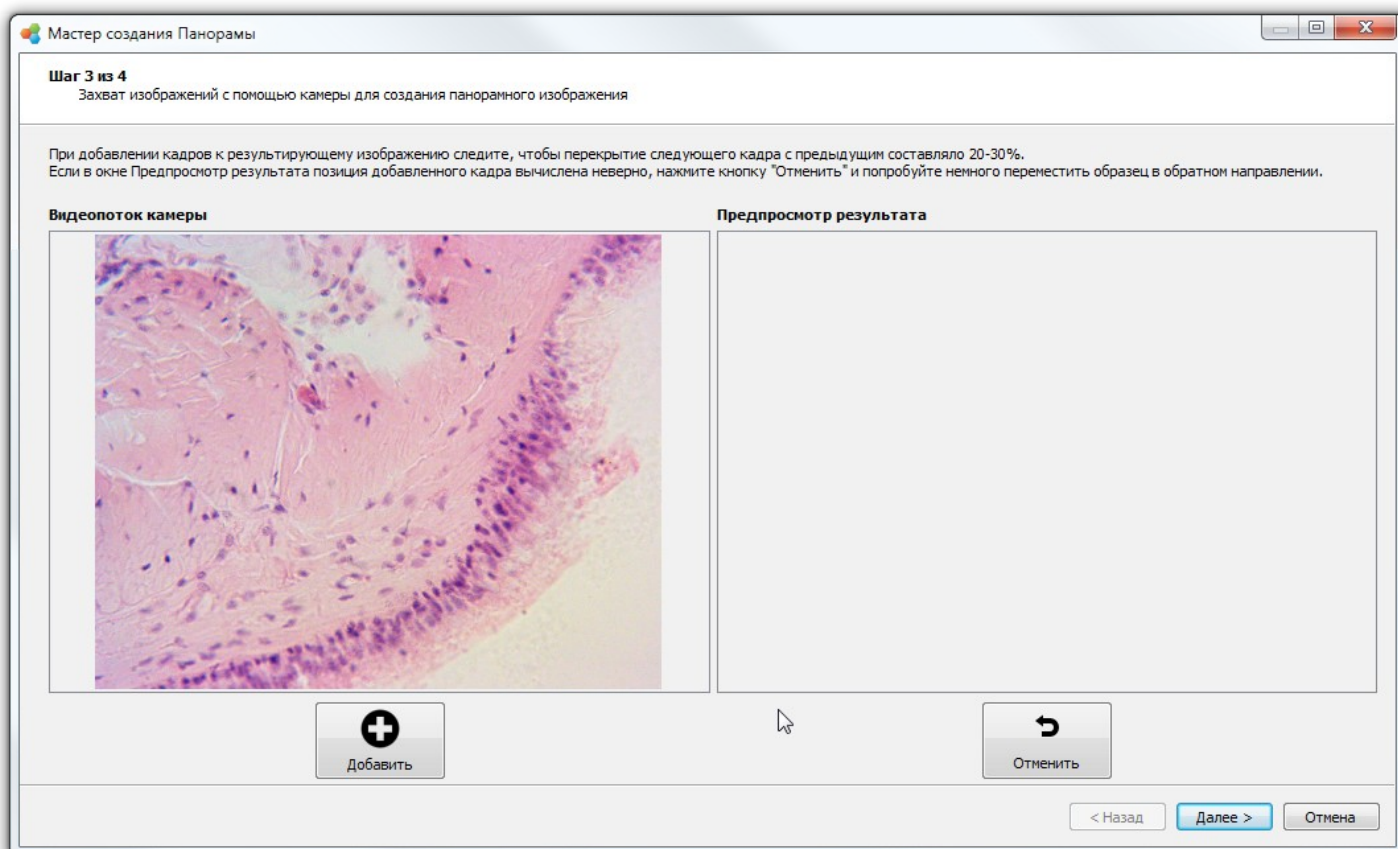 Мастер создания Панорамы
Шаг 3 из 4
Захват изображений с помощью камеры для создания панорамного изображения
При добавлении кадров к результирующему изображению следите, чтобы перекрытие следующего кадра с предыдущим составляло 20-30%.
Если в окне Предпросмотр результата позиция добавленного кадра вычислена неверно, нажмите кнопку "Отменить" и попробуйте немного переместить образец в обратном направлении.
Видеопоток камеры
Предпросмотр результата
Добавить
Отменить
< Назад
Далее >
Отмена